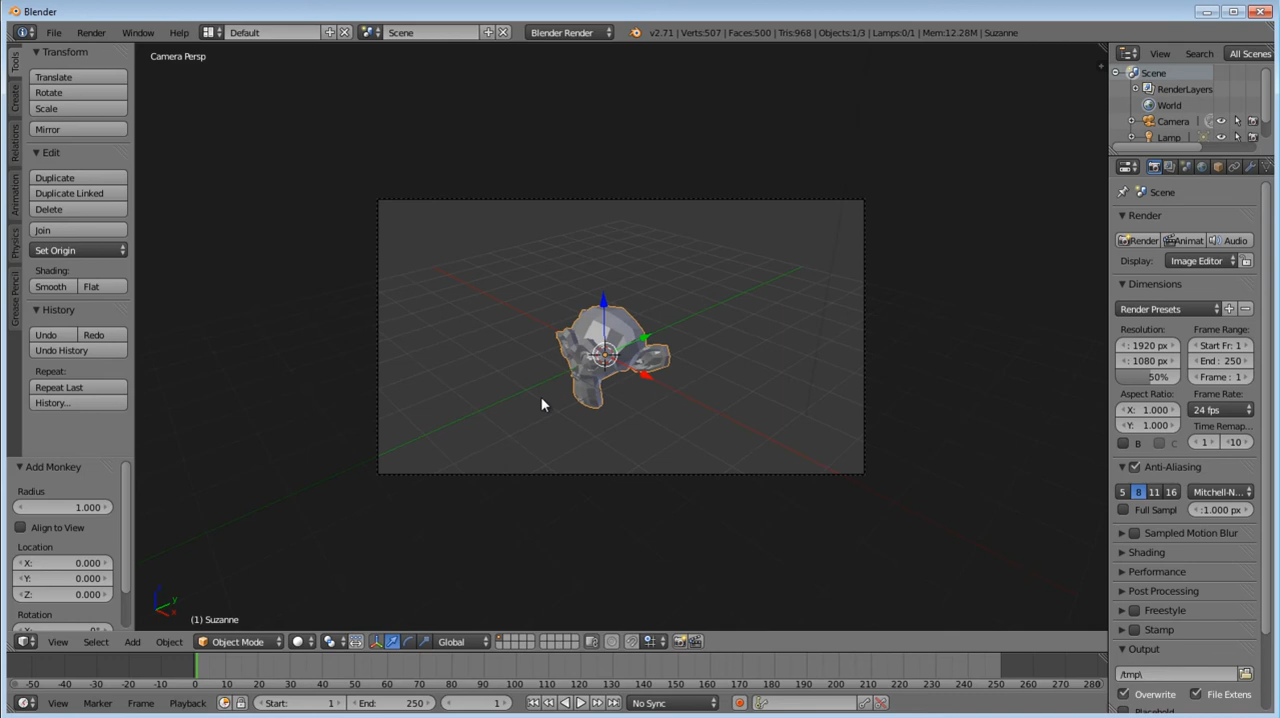 Blender
File Render Window Help Default Scene Blender Render v2.71 | Verts:507 | Faces:500 | Tris:968 | Objects:1/3 | Lamps:0/1 | Mem:12.28M | Suzanne
View Search All Scenes
Tools
Create
Relations
Animation
Physics
Grease Pencil
Transform
Translate
Rotate
Scale
Mirror
Edit
Duplicate
Duplicate Linked
Delete
Join
Set Origin
Shading:
Smooth Flat
History
Undo Redo
Undo History
Repeat:
Repeat Last
History...
Add Monkey
Radius
1.000
Align to View
Location
X: 0.000
Y: 0.000
Z: 0.000
Rotation
Camera Persp
z
y
x
(1) Suzanne
Scene
RenderLayers
World
Camera
Lamp
Scene
Render
Render Animat Audio
Display: Image Editor
Dimensions
Render Presets
Resolution: Frame Range:
: 1920 px Start Fr: 1
: 1080 px End : 250
50% Frame : 1
Aspect Ratio: Frame Rate:
X: 1.000 24 fps
Y: 1.000 Time Remap...
B C 1 10
Anti-Aliasing
5 8 11 16 Mitchell-N...
Full Sampl :1.000 px
Sampled Motion Blur
Shading
Performance
Post Processing
Freestyle
Stamp
Output
/tmp\
Overwrite File Extens
View Select Add Object Object Mode Global
-50 -40 -30 -20 -10 0 10 20 30 40 50 60 70 80 90 100 110 120 130 140 150 160 170 180 190 200 210 220 230 240 250 260 270 280
View Marker Frame Playback Start: 1 End: 250 1 No Sync